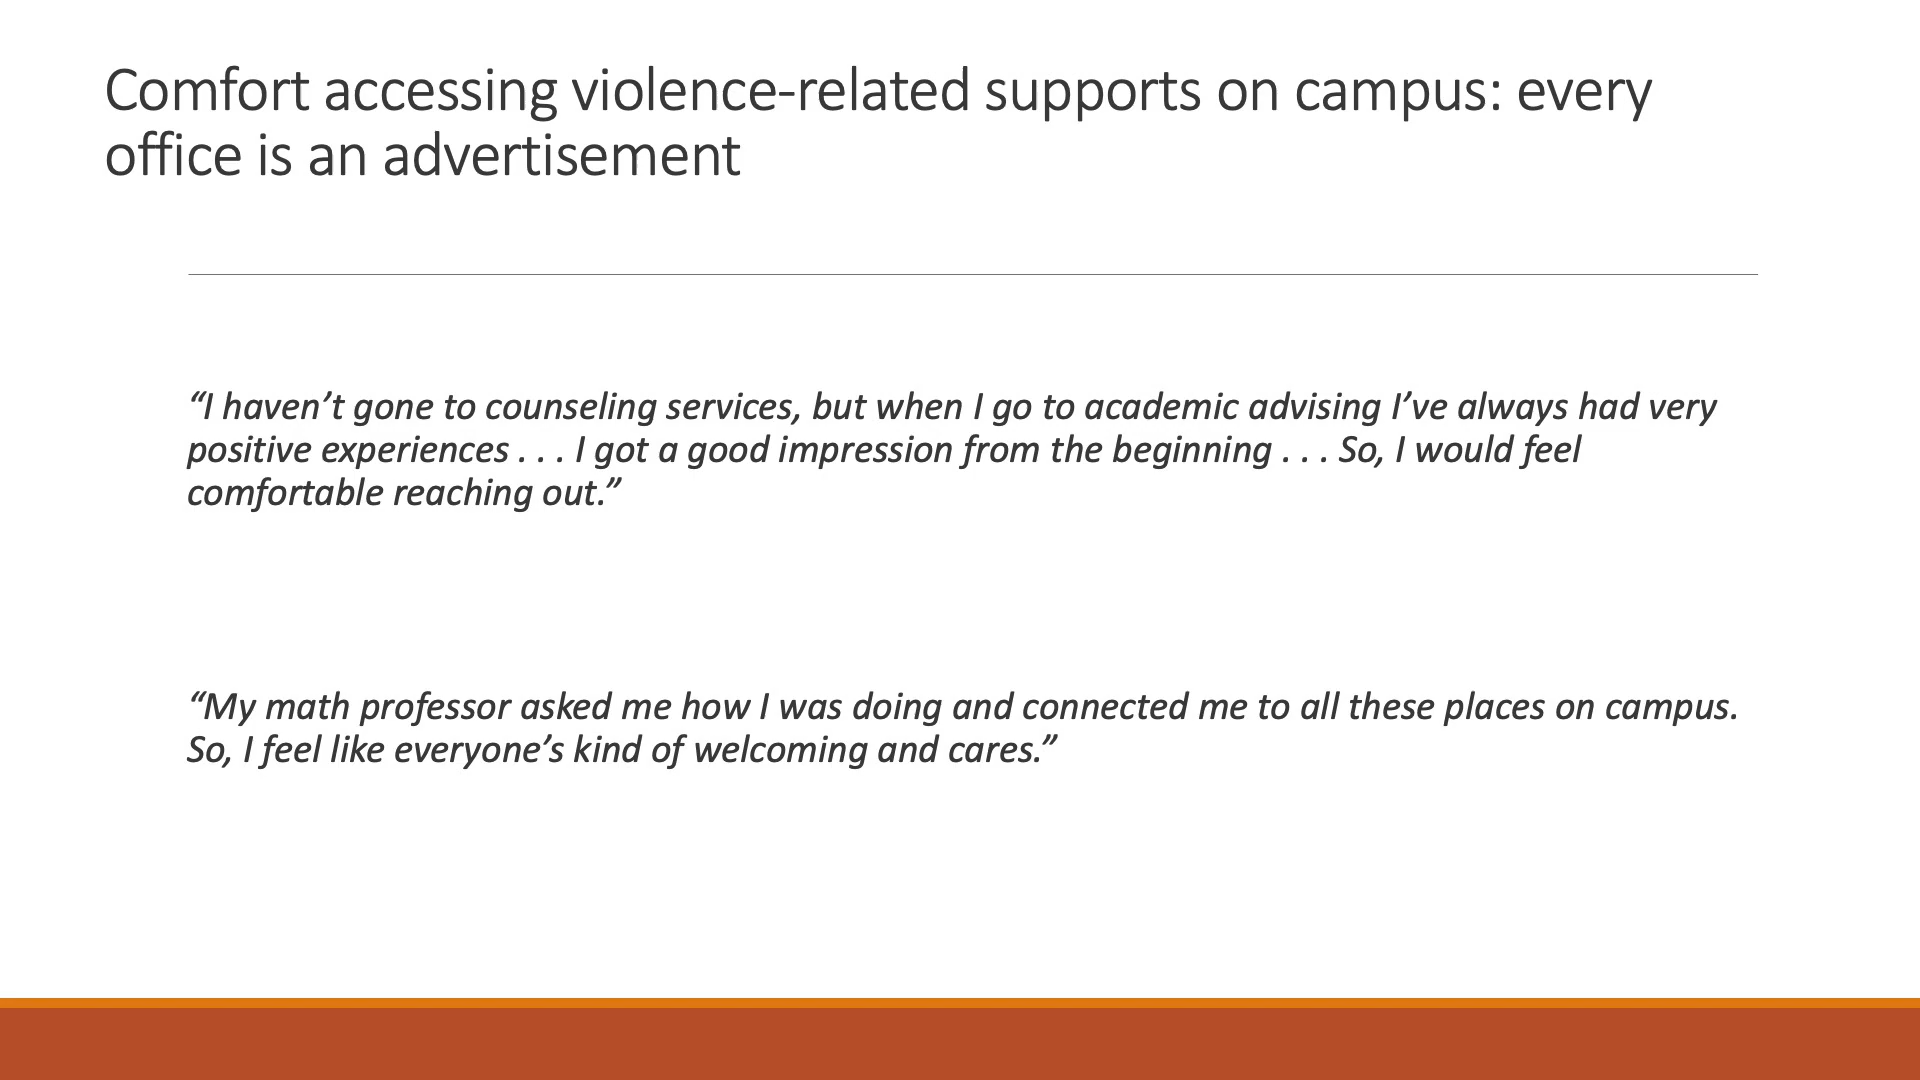 Comfort accessing violence-related supports on campus: every
office is an advertisement
“I haven’t gone to counseling services, but when I go to academic advising I’ve always had very
positive experiences . . . I got a good impression from the beginning . . . So, I would feel
comfortable reaching out.”
“My math professor asked me how I was doing and connected me to all these places on campus.
So, I feel like everyone’s kind of welcoming and cares.”